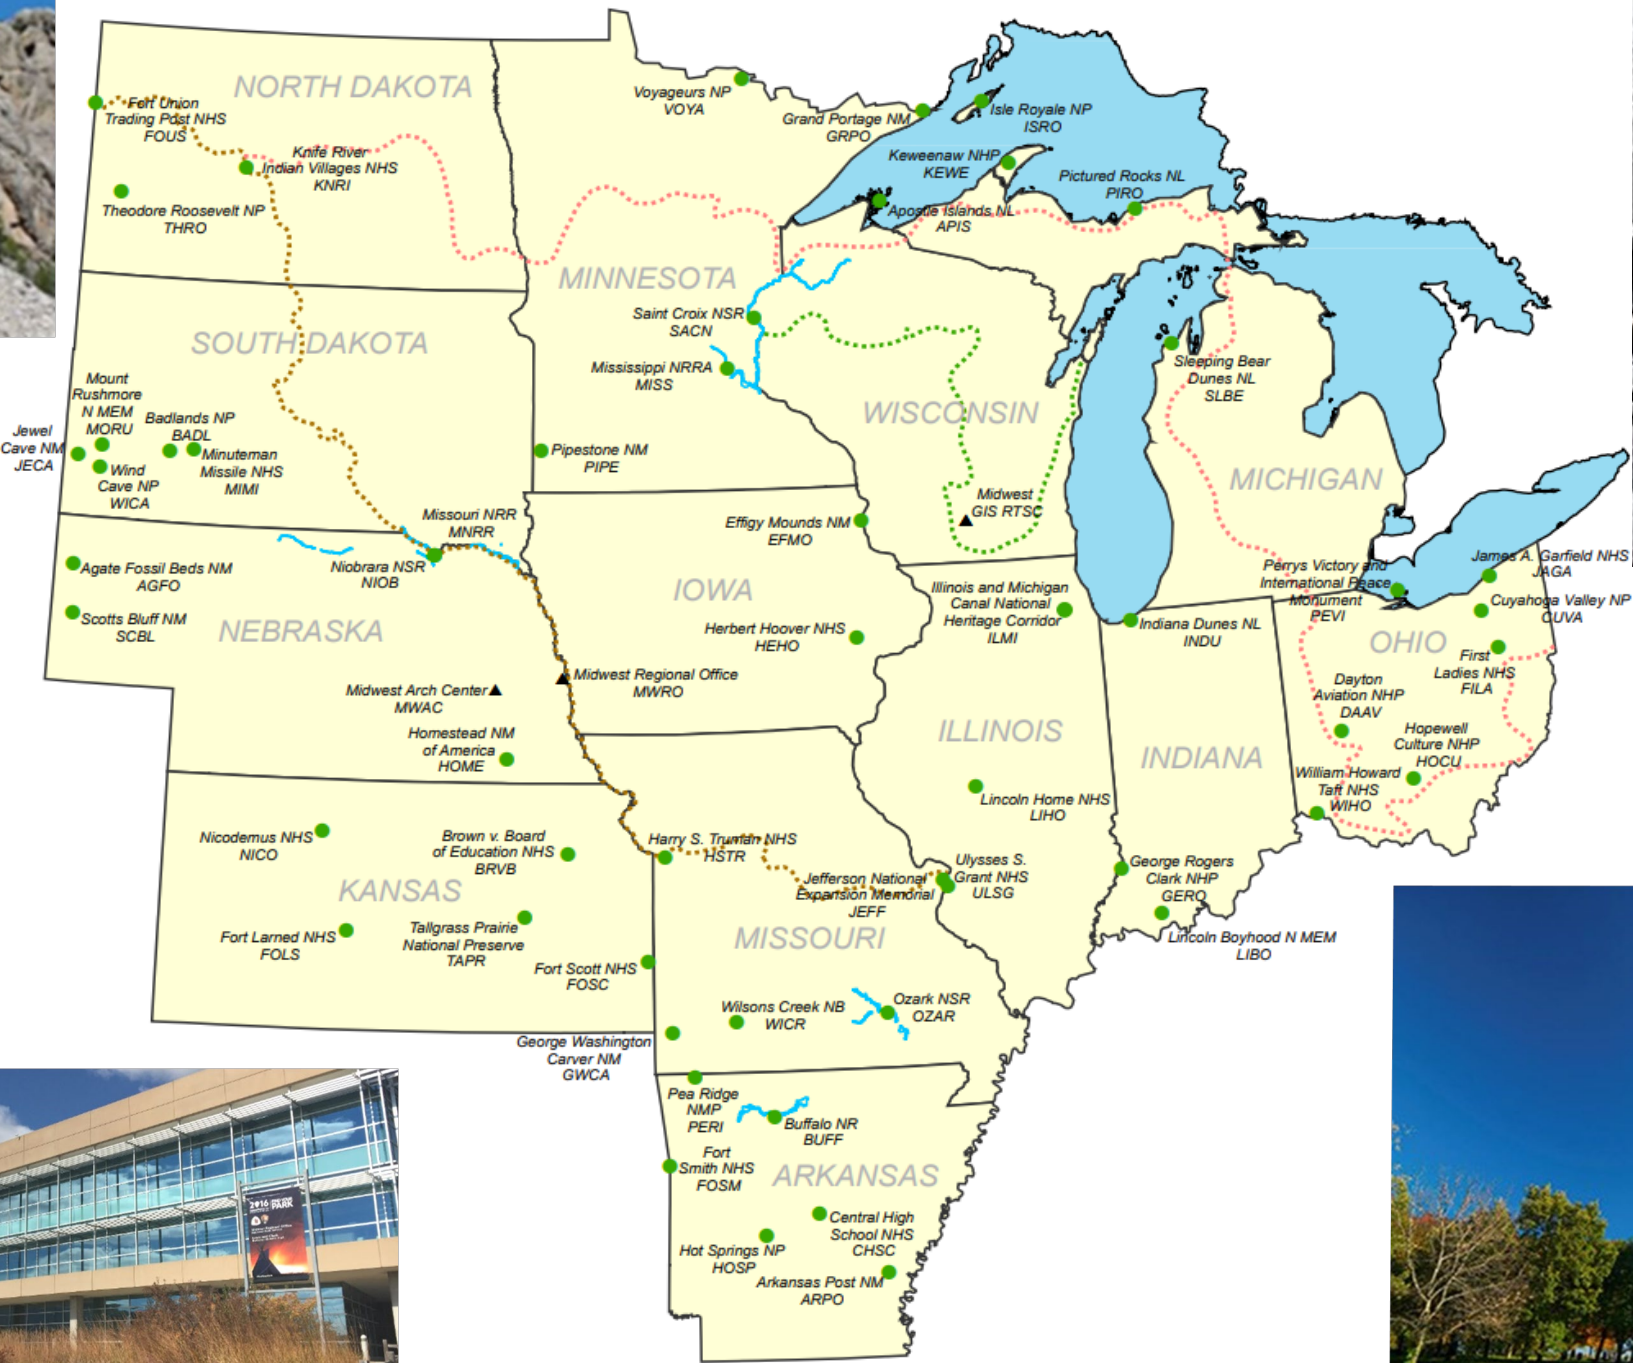 NORTH DAKOTA
Fort Union
Trading Post NHS
FOUS
Knife River
Indian Villages NHS
KNRI
Theodore Roosevelt NP
THRO
Voyageurs NP
VOYA
Grand Portage NM
GRPO
Isle Royale NP
ISRO
Keweenaw NHP
KEWE
Pictured Rocks NL
PIRO
Apostle Islands NL
APIS
MINNESOTA
Saint Croix NSR
SACN
Mississippi NRRA
MISS
Pipestone NM
PIPE
SOUTH DAKOTA
Mount
Rushmore
N MEM
MORU
Jewel
Cave NM
JECA
Badlands NP
BADL
Wind
Cave NP
WICA
Minuteman
Missile NHS
MIMI
WISCONSIN
Midwest
GIS RTSC
Sleeping Bear
Dunes NL
SLBE
MICHIGAN
Missouri NRR
MNRR
Niobrara NSR
NIOB
Agate Fossil Beds NM
AGFO
Scotts Bluff NM
SCBL
NEBRASKA
Midwest Arch Center
MWAC
Homestead NM
of America
HOME
Effigy Mounds NM
EFMO
IOWA
Herbert Hoover NHS
HEHO
Midwest Regional Office
MWRO
Illinois and Michigan
Canal National
Heritage Corridor
ILMI
ILLINOIS
Lincoln Home NHS
LIHO
Indiana Dunes NL
INDU
INDIANA
Perrys Victory and
International Peace
Monument
PEVI
James A. Garfield NHS
JAGA
Cuyahoga Valley NP
CUVA
OHIO
First
Ladies NHS
FILA
Dayton
Aviation NHP
DAAV
Hopewell
Culture NHP
HOCU
William Howard
Taft NHS
WIHO
Nicodemus NHS
NICO
Brown v. Board
of Education NHS
BRVB
KANSAS
Fort Larned NHS
FOLS
Tallgrass Prairie
National Preserve
TAPR
Fort Scott NHS
FOSC
Harry S. Truman NHS
HSTR
Jefferson National
Expansion Memorial
JEFF
Ulysses S.
Grant NHS
ULSG
MISSOURI
Wilsons Creek NB
WICR
Ozark NSR
OZAR
George Washington
Carver NM
GWCA
George Rogers
Clark NHP
GERO
Lincoln Boyhood N MEM
LIBO
Pea Ridge
NMP
PERI
Buffalo NR
BUFF
Fort
Smith NHS
FOSM
ARKANSAS
Central High
School NHS
CHSC
Hot Springs NP
HOSP
Arkansas Post NM
ARPO
2016
PARK